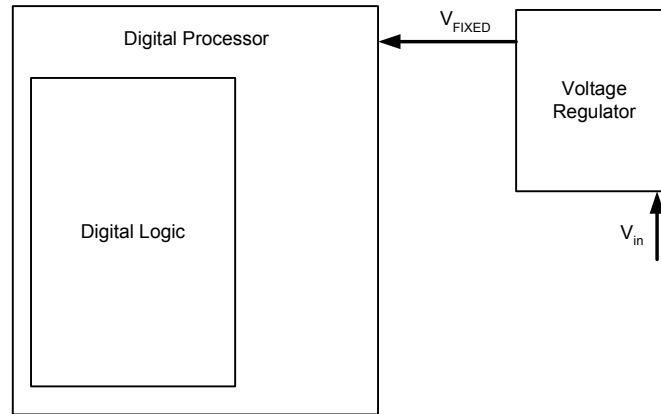 Digital Processor
V_FIXED
Voltage
Regulator
Digital Logic
V_in